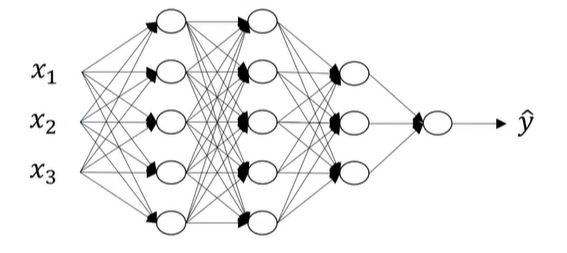 x₁
x₂
ŷ
x₃